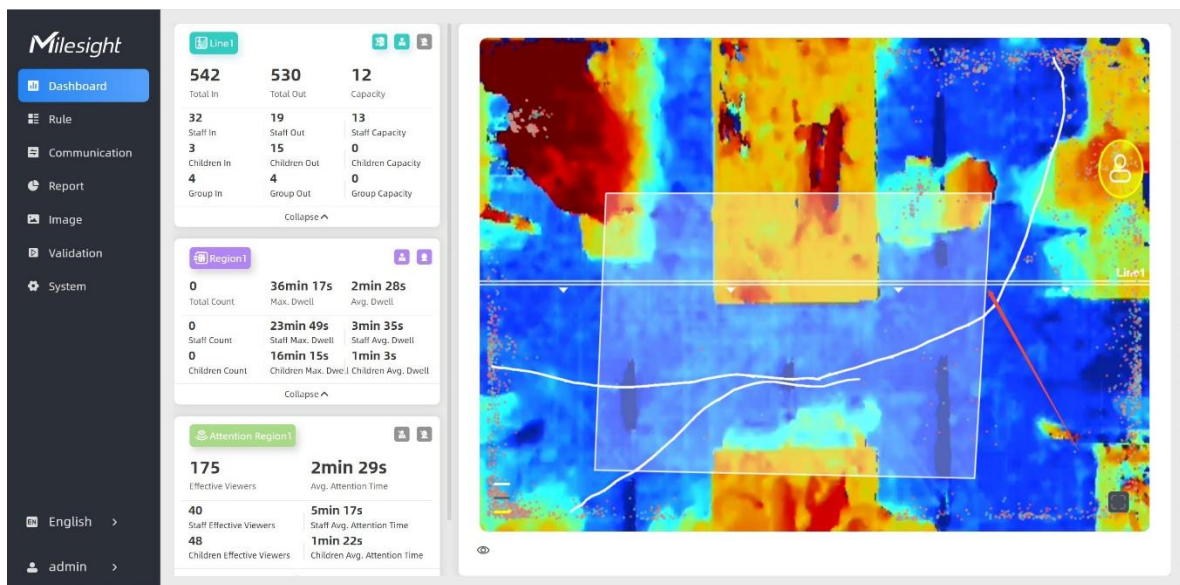 Milesight
Dashboard
Rule
Communication
Report
Image
Validation
System
EN English >
admin >
Line1
542 530 12
Total In Total Out Capacity
32 19 13
Staff In Staff Out Staff Capacity
3 15 0
Children In Children Out Children Capacity
4 4 0
Group In Group Out Group Capacity
Collapse
Region1
0 36min 17s 2min 28s
Total Count Max. Dwell Avg. Dwell
0 23min 49s 3min 35s
Staff Count Staff Max. Dwell Staff Avg. Dwell
0 16min 15s 1min 3s
Children Count Children Max. Dwell Children Avg. Dwell
Collapse
Attention Region1
175 2min 29s
Effective Viewers Avg. Attention Time
40 5min 17s
Staff Effective Viewers Staff Avg. Attention Time
48 1min 22s
Children Effective Viewers Children Avg. Attention Time
Line1